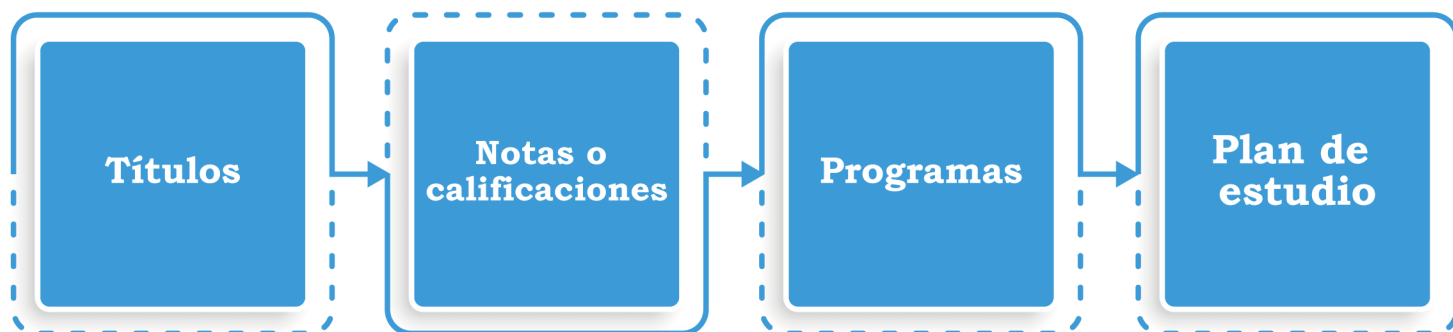 Títulos
Notas o
calificaciones
Programas
Plan de
estudio